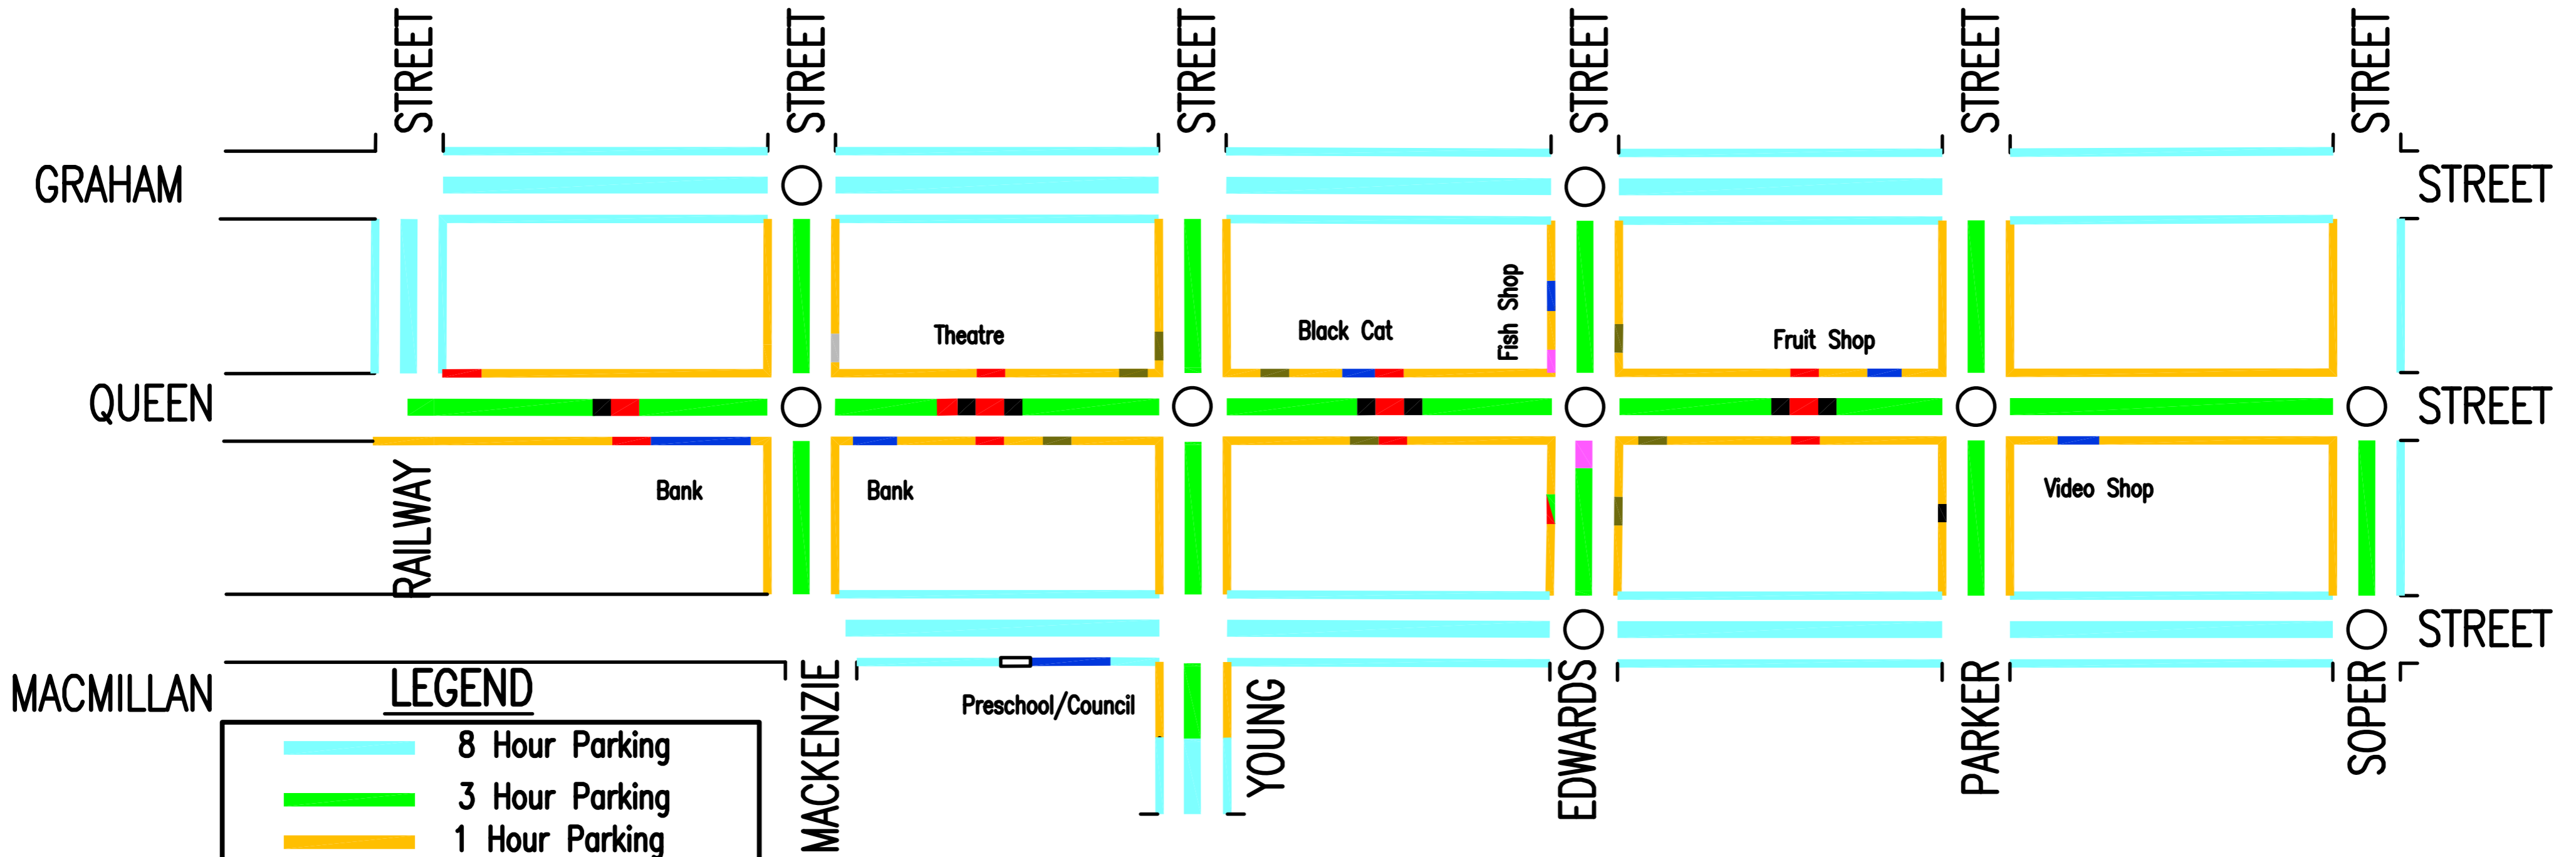 STREET
STREET
STREET
STREET
STREET
STREET
GRAHAM
STREET
Theatre
Black Cat
Fish Shop
Fruit Shop
QUEEN
STREET
RAILWAY
Bank
Bank
Video Shop
STREET
MACMILLAN
MACKENZIE
Preschool/Council
YOUNG
EDWARDS
PARKER
SOPER
LEGEND
8 Hour Parking
3 Hour Parking
1 Hour Parking